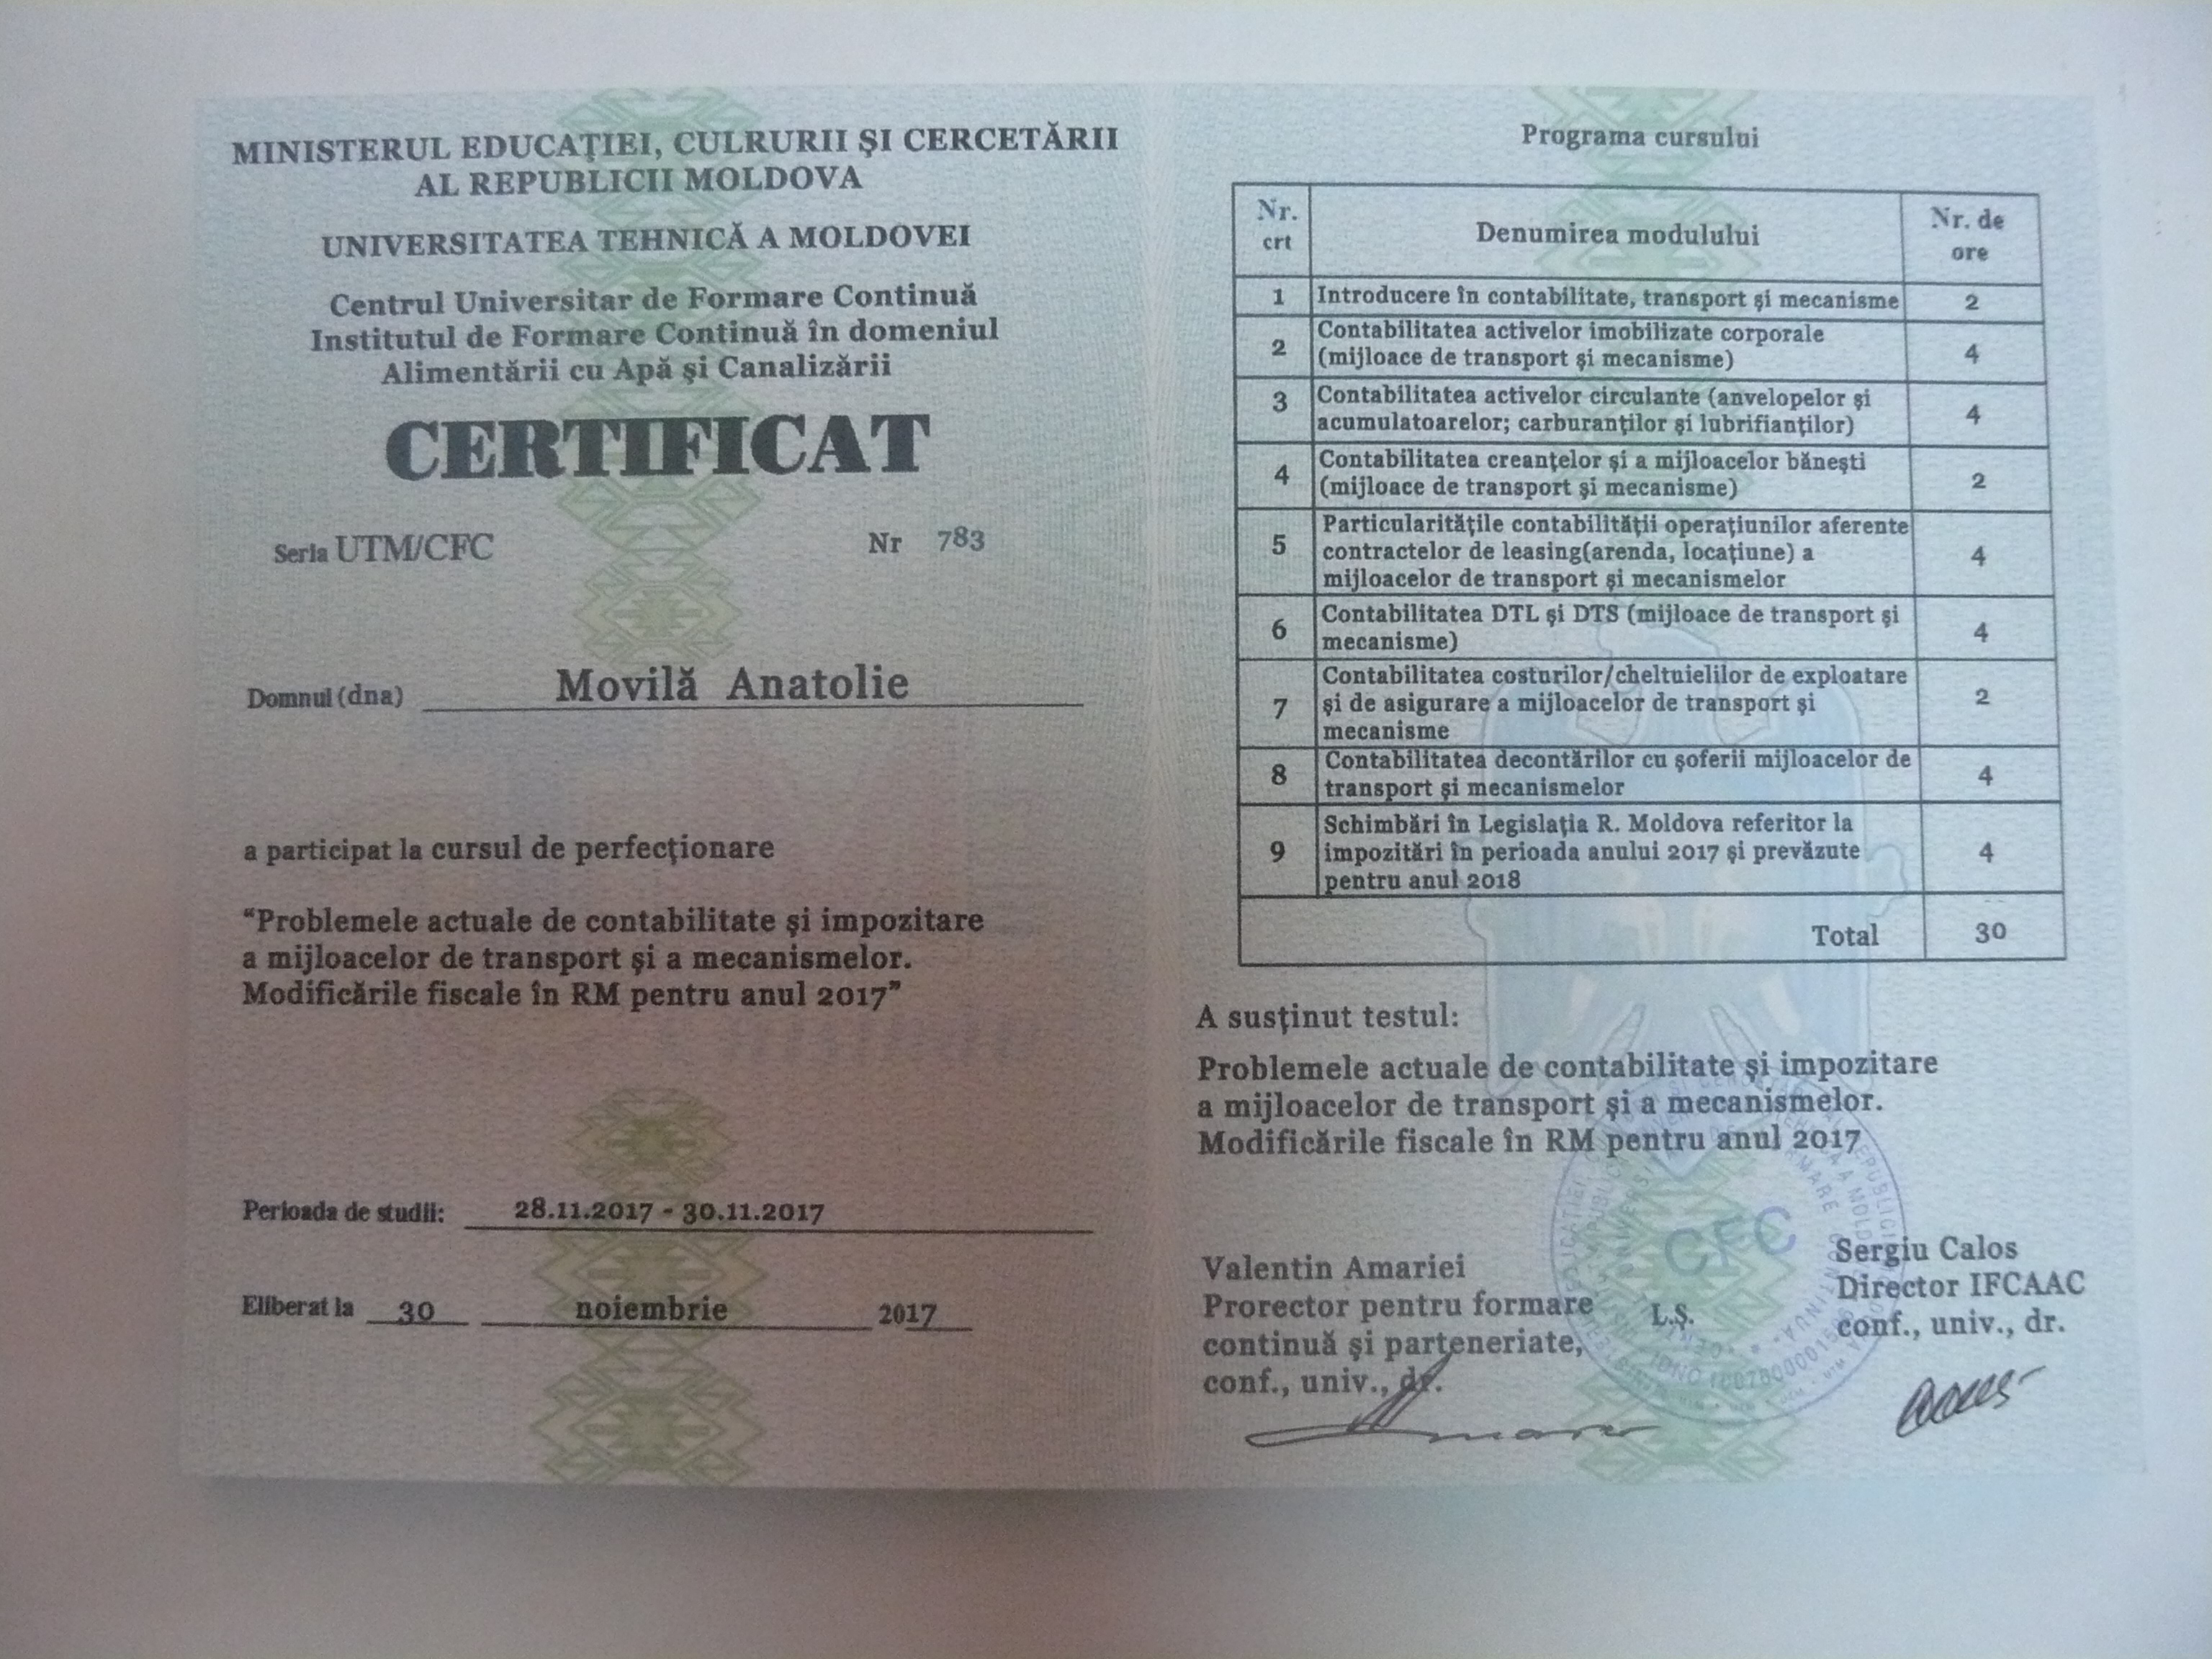 MINISTERUL EDUCAŢIEI, CULRURII ŞI CERCETĂRII
AL REPUBLICII MOLDOVA
UNIVERSITATEA TEHNICĂ A MOLDOVEI
Centrul Universitar de Formare Continuă
Institutul de Formare Continuă în domeniul
Alimentării cu Apă şi Canalizării
CERTIFICAT
Seria UTM/CFC Nr 783
Domnul (dna) Movilă Anatolie
a participat la cursul de perfecţionare
“Problemele actuale de contabilitate şi impozitare
a mijloacelor de transport şi a mecanismelor.
Modificările fiscale în RM pentru anul 2017”
Perioada de studii: 28.11.2017 - 30.11.2017
Eliberat la 30 noiembrie 2017
Programa cursului
Nr. crt Denumirea modulului Nr. de ore
1 Introducere în contabilitate, transport şi mecanisme 2
2 Contabilitatea activelor imobilizate corporale
(mijloace de transport şi mecanisme) 4
3 Contabilitatea activelor circulante (anvelopelor şi
acumulatoarelor; carburanţilor şi lubrifianţilor) 4
4 Contabilitatea creanţelor şi a mijloacelor băneşti
(mijloace de transport şi mecanisme) 2
5 Particularităţile contabilităţii operaţiunilor aferente
contractelor de leasing(arenda, locaţiune) a
mijloacelor de transport şi mecanismelor 4
6 Contabilitatea DTL şi DTS (mijloace de transport şi
mecanisme) 4
7 Contabilitatea costurilor/cheltuielilor de exploatare
şi de asigurare a mijloacelor de transport şi
mecanisme 2
8 Contabilitatea decontărilor cu şoferii mijloacelor de
transport şi mecanismelor 4
9 Schimbări în Legislaţia R. Moldova referitor la
impozitări în perioada anului 2017 şi prevăzute
pentru anul 2018 4
Total 30
A susţinut testul:
Problemele actuale de contabilitate şi impozitare
a mijloacelor de transport şi a mecanismelor.
Modificările fiscale în RM pentru anul 2017
Valentin Amariei
Prorector pentru formare
continuă şi parteneriate,
conf., univ., dr.
L.Ş.
CFC
Sergiu Calos
Director IFCAAC
conf., univ., dr.